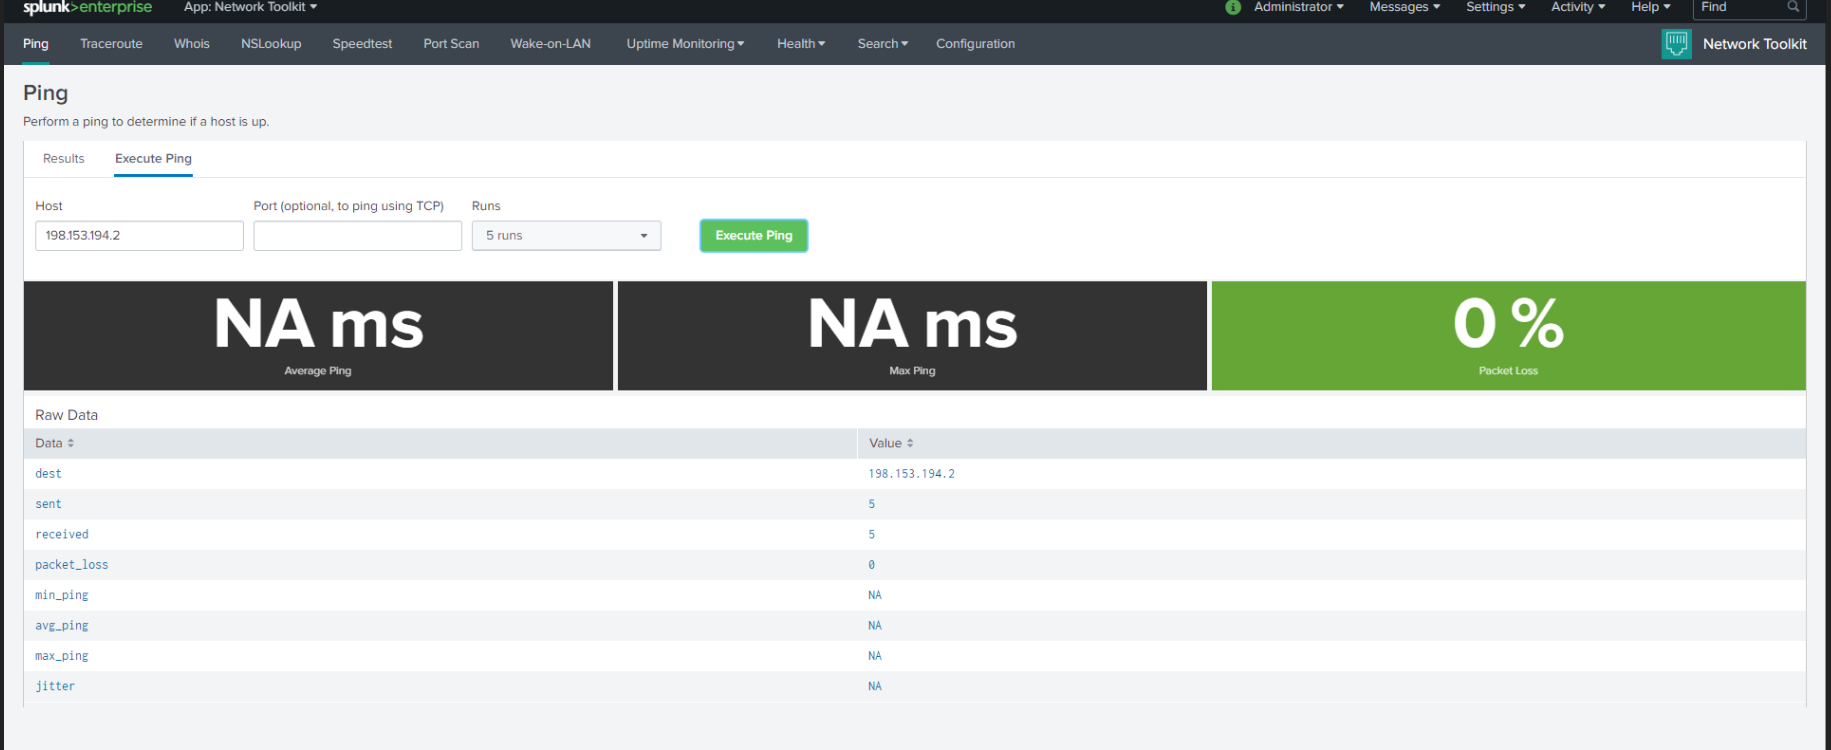 splunk>enterprise App: Network Toolkit Administrator Messages Settings Activity Help Find
Ping Traceroute Whois NSLookup Speedtest Port Scan Wake-on-LAN Uptime Monitoring Health Search Configuration Network Toolkit
Ping
Perform a ping to determine if a host is up.
Results Execute Ping
Host Port (optional, to ping using TCP) Runs
198.153.194.2 5 runs Execute Ping
NA ms NA ms 0 %
Average Ping Max Ping Packet Loss
Raw Data
Data Value
dest 198.153.194.2
sent 5
received 5
packet_loss 0
min_ping NA
avg_ping NA
max_ping NA
jitter NA